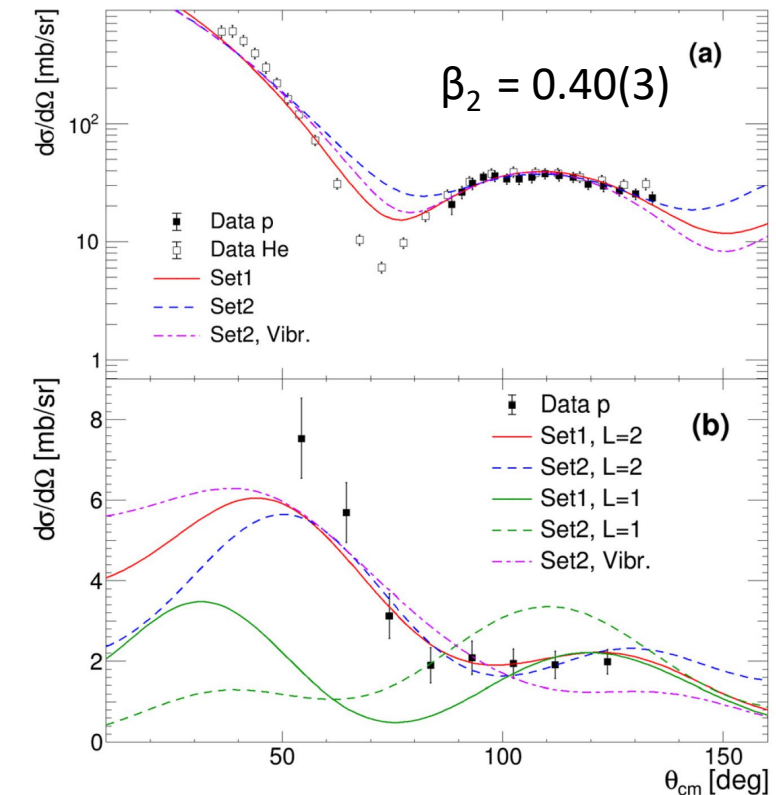 dσ/dΩ [mb/sr]
(a)
β₂ = 0.40(3)
10²
10
1
Data p
Data He
Set1
Set2
Set2, Vibr.
dσ/dΩ [mb/sr]
(b)
8
6
4
2
0
Data p
Set1, L=2
Set2, L=2
Set1, L=1
Set2, L=1
Set2, Vibr.
50 100 150
θcm [deg]